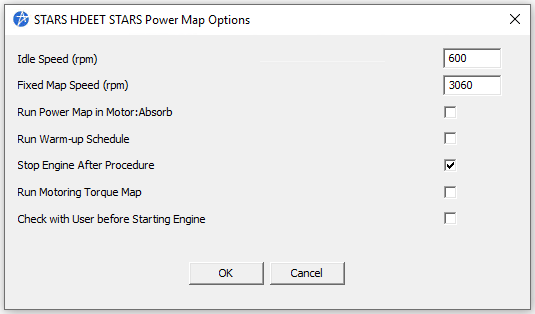 STARS HDEET STARS Power Map Options
Idle Speed (rpm) 600
Fixed Map Speed (rpm) 3060
Run Power Map in Motor:Absorb
Run Warm-up Schedule
Stop Engine After Procedure
Run Motoring Torque Map
Check with User before Starting Engine
OK Cancel